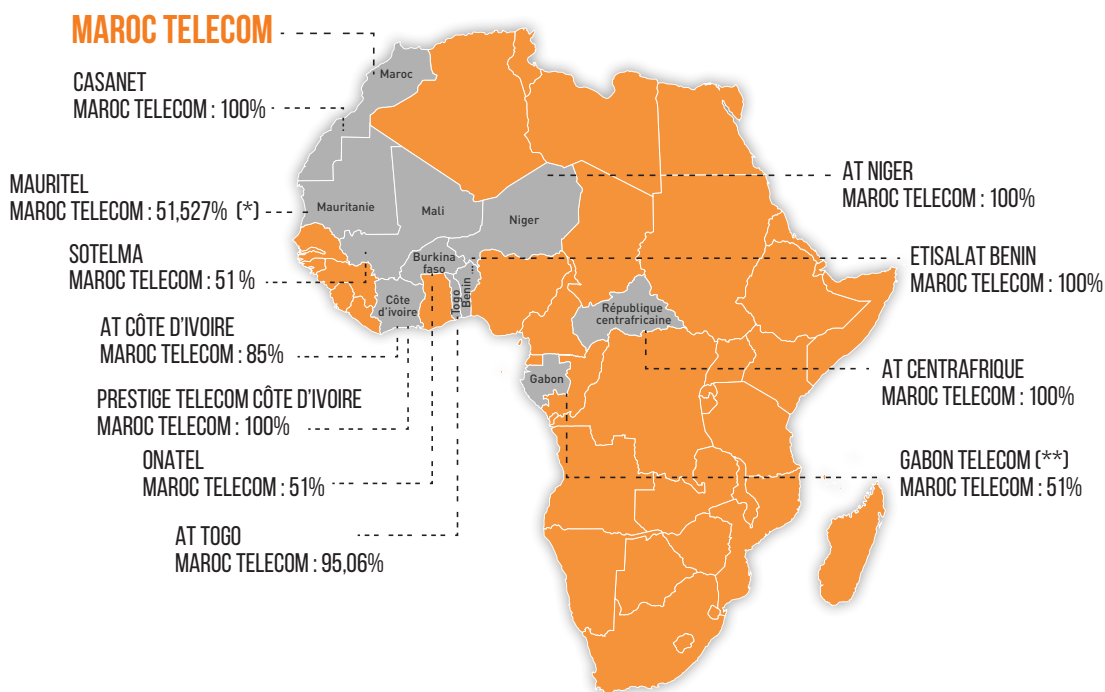 MAROC TELECOM
CASANET
MAROC TELECOM : 100%
MAURITEL
MAROC TELECOM : 51,527% (*)
SOTELMA
MAROC TELECOM : 51 %
AT CÔTE D'IVOIRE
MAROC TELECOM : 85%
PRESTIGE TELECOM CÔTE D'IVOIRE
MAROC TELECOM : 100%
ONATEL
MAROC TELECOM : 51%
AT TOGO
MAROC TELECOM : 95,06%
Maroc
Mauritanie
Mali
Niger
Burkina
faso
Côte
d'ivoire
Togo
Benin
République
centrafricaine
Gabon
AT NIGER
MAROC TELECOM : 100%
ETISALAT BENIN
MAROC TELECOM : 100%
AT CENTRAFRIQUE
MAROC TELECOM : 100%
GABON TELECOM (**)
MAROC TELECOM : 51%